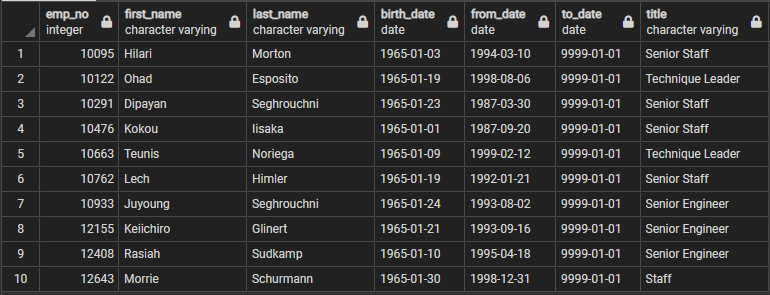 emp_no first_name last_name birth_date from_date to_date title
integer character varying character varying date date date character varying
1 10095 Hilari Morton 1965-01-03 1994-03-10 9999-01-01 Senior Staff
2 10122 Ohad Esposito 1965-01-19 1998-08-06 9999-01-01 Technique Leader
3 10291 Dipayan Seghrouchni 1965-01-23 1987-03-30 9999-01-01 Senior Staff
4 10476 Kokou Iisaka 1965-01-01 1987-09-20 9999-01-01 Senior Staff
5 10663 Teunis Noriega 1965-01-09 1999-02-12 9999-01-01 Technique Leader
6 10762 Lech Himler 1965-01-19 1992-01-21 9999-01-01 Senior Staff
7 10933 Juyoung Seghrouchni 1965-01-24 1993-08-02 9999-01-01 Senior Engineer
8 12155 Keiichiro Glinert 1965-01-21 1993-09-16 9999-01-01 Senior Engineer
9 12408 Rasiah Sudkamp 1965-01-10 1995-04-18 9999-01-01 Senior Engineer
10 12643 Morrie Schurmann 1965-01-30 1998-12-31 9999-01-01 Staff